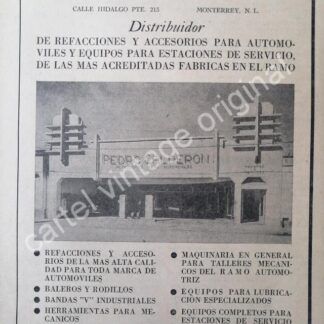 CALLE HIDALGO PTE. 215 MONTERREY, N. L.
Distribuidor
DE REFACCIONES Y ACCESORIOS PARA AUTOMO-
VILES Y EQUIPOS PARA ESTACIONES DE SERVICIO,
DE LAS MAS ACREDITADAS FABRICAS EN EL RAMO
cartel vintage original
PEDRO CALDERON
● REFACCIONES Y ACCESO-
RIOS DE LA MAS ALTA CALI-
DAD PARA TODA MARCA DE
AUTOMOVILES
● BALEROS Y RODILLOS
● BANDAS "V" INDUSTRIALES
● HERRAMIENTAS PARA ME-
CANICOS
● MAQUINARIA EN GENERAL
PARA TALLERES MECANI-
COS DEL RAMO AUTOMO-
TRIZ
● EQUIPOS PARA LUBRICA-
CION ESPECIALIZADOS
● EQUIPOS COMPLETOS PARA
ESTACIONES DE SERVICIO